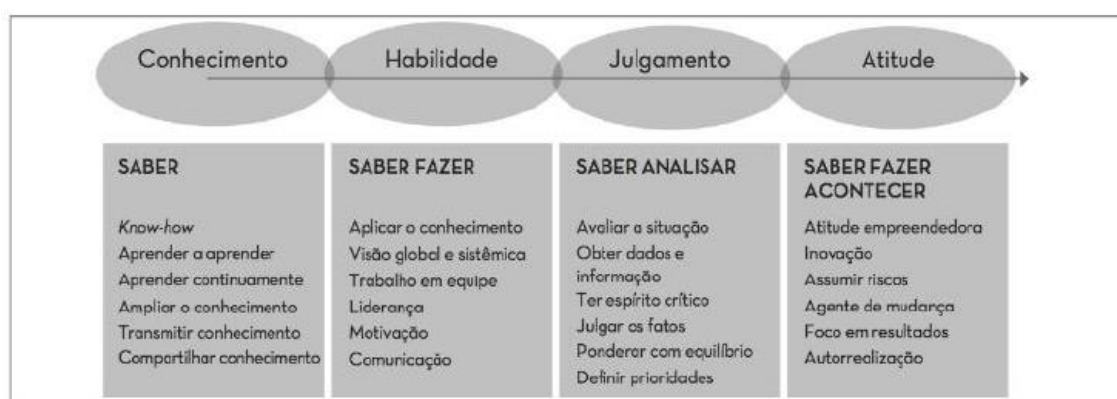 Conhecimento
Habilidade
Julgamento
Atitude
SABER
Know-how
Aprender a aprender
Aprender continuamente
Ampliar o conhecimento
Transmitir conhecimento
Compartilhar conhecimento
SABER FAZER
Aplicar o conhecimento
Visão global e sistêmica
Trabalho em equipe
Liderança
Motivação
Comunicação
SABER ANALISAR
Avaliar a situação
Obter dados e
informação
Ter espírito crítico
Julgar os fatos
Ponderar com equilíbrio
Definir prioridades
SABER FAZER
ACONTECER
Atitude empreendedora
Inovação
Assumir riscos
Agente de mudança
Foco em resultados
Autorrealização